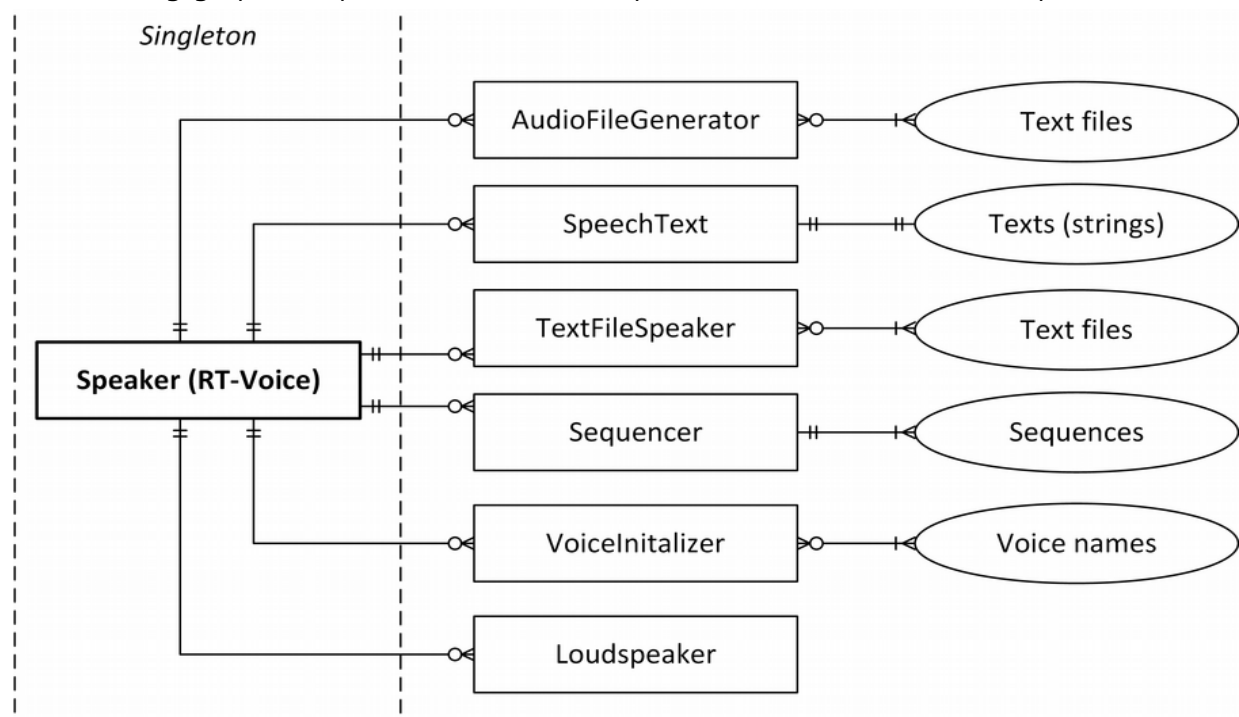 Singleton
AudioFileGenerator
Text files
SpeechText
Texts (strings)
TextFileSpeaker
Text files
Speaker (RT-Voice)
Sequencer
Sequences
VoiceInitalizer
Voice names
Loudspeaker